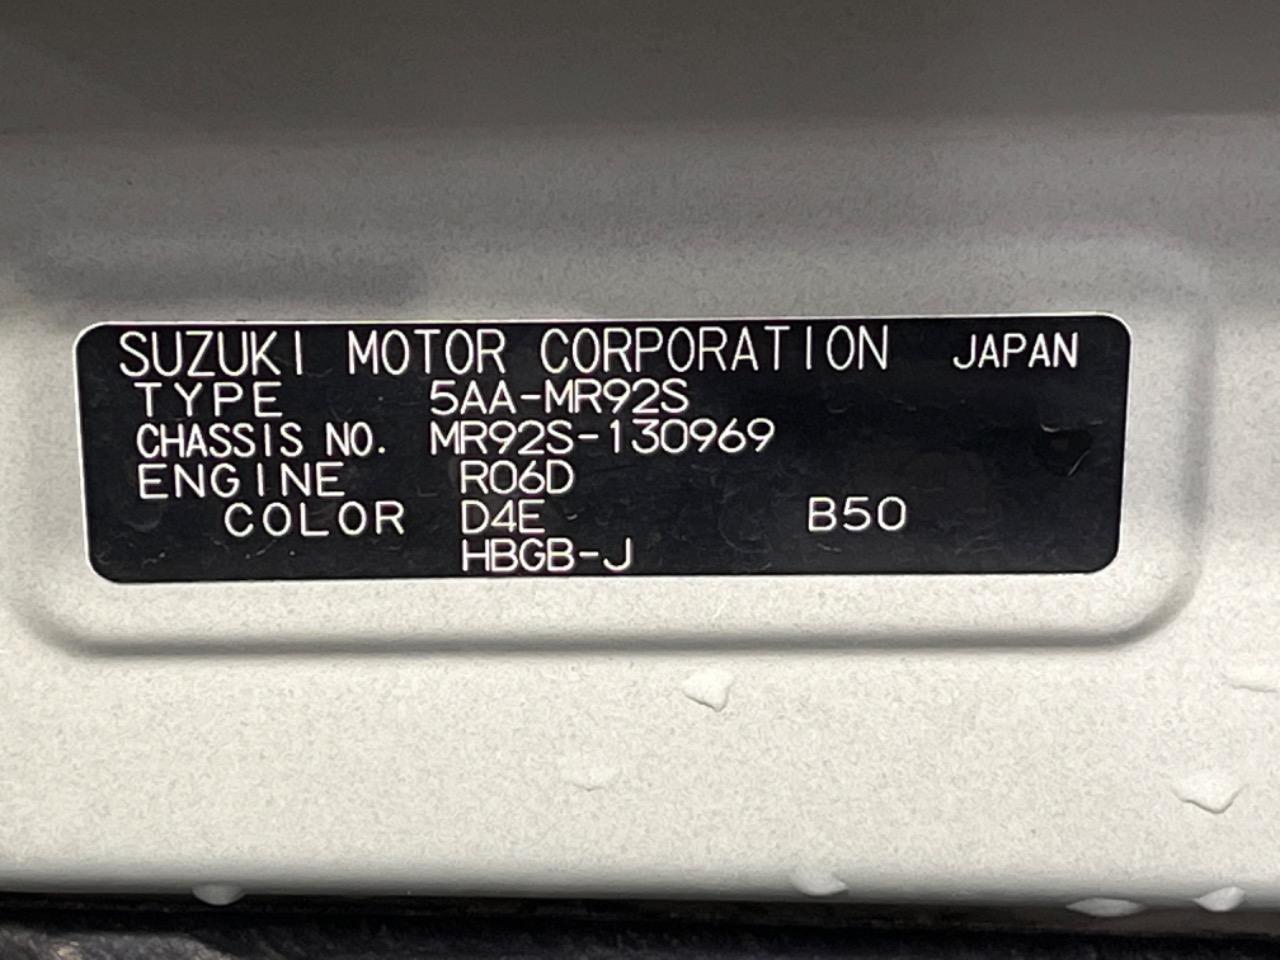 SUZUKI MOTOR CORPORATION JAPAN
TYPE 5AA-MR92S
CHASSIS NO. MR92S-130969
ENGINE R06D
COLOR D4E B50
HBGB-J